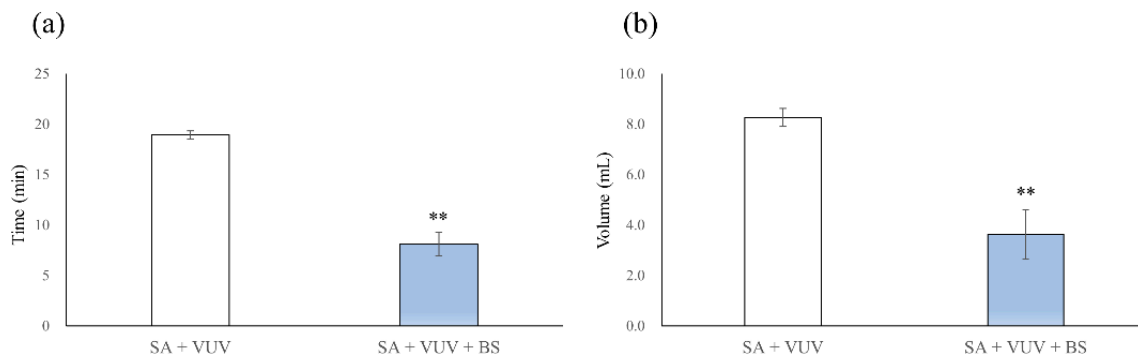 (a)
25
20
15
10
5
0
Time (min)
**
SA + VUV
SA + VUV + BS
(b)
10.0
8.0
6.0
4.0
2.0
0.0
Volume (mL)
**
SA + VUV
SA + VUV + BS